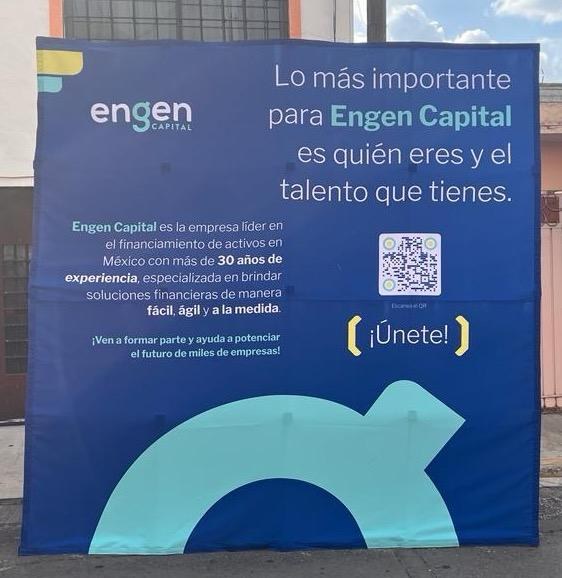 engen
CAPITAL
Lo más importante
para Engen Capital
es quién eres y el
talento que tienes.
Engen Capital es la empresa líder en
el financiamiento de activos en
México con más de 30 años de
experiencia, especializada en brindar
soluciones financieras de manera
fácil, ágil y a la medida.
¡Ven a formar parte y ayuda a potenciar
el futuro de miles de empresas!
Escanea el QR
¡Únete!